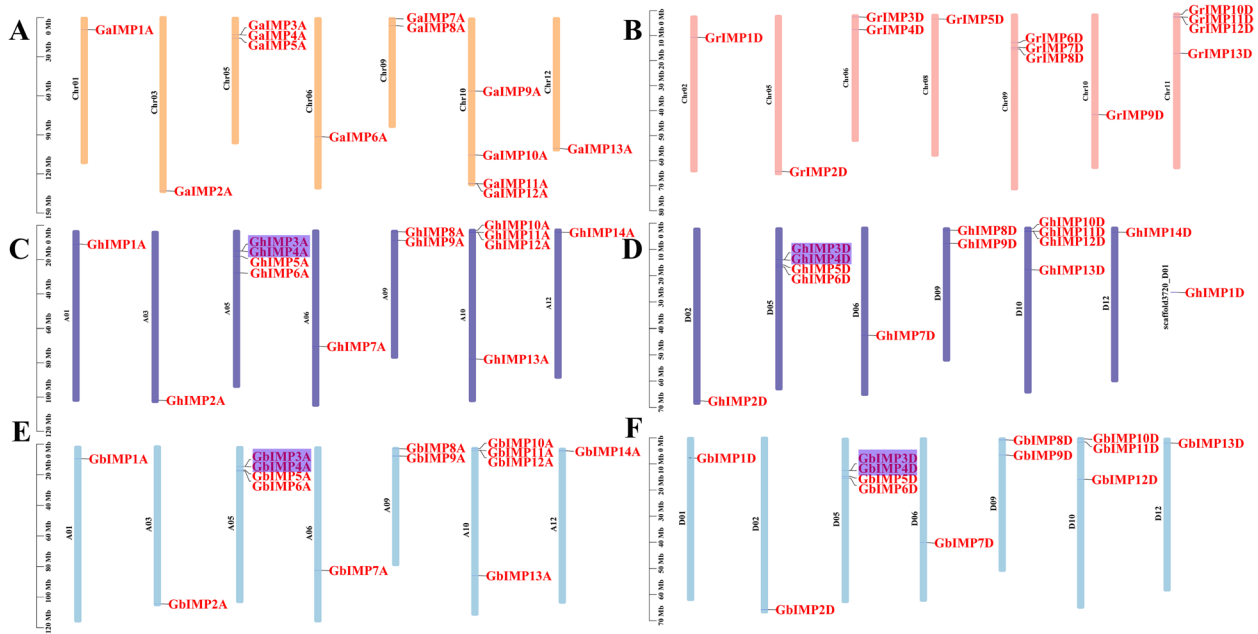 A
0 Mb
30 Mb
60 Mb
90 Mb
120 Mb
150 Mb
Chr01
GaIMP1A
Chr03
GaIMP2A
Chr05
GaIMP3A
GaIMP4A
GaIMP5A
Chr06
GaIMP6A
Chr09
GaIMP7A
GaIMP8A
Chr10
GaIMP9A
GaIMP10A
GaIMP11A
GaIMP12A
Chr12
GaIMP13A
B
0 Mb
10 Mb
20 Mb
30 Mb
40 Mb
50 Mb
60 Mb
70 Mb
80 Mb
Chr02
GrIMP1D
Chr05
GrIMP2D
Chr06
GrIMP3D
GrIMP4D
Chr08
GrIMP5D
Chr09
GrIMP6D
GrIMP7D
GrIMP8D
Chr10
GrIMP9D
Chr11
GrIMP10D
GrIMP11D
GrIMP12D
GrIMP13D
C
0 Mb
20 Mb
40 Mb
60 Mb
80 Mb
100 Mb
120 Mb
A01
GhIMP1A
A03
GhIMP2A
A05
GhIMP3A
GhIMP4A
GhIMP5A
GhIMP6A
A06
GhIMP7A
A09
GhIMP8A
GhIMP9A
A10
GhIMP10A
GhIMP11A
GhIMP12A
GhIMP13A
A12
GhIMP14A
D
0 Mb
10 Mb
20 Mb
30 Mb
40 Mb
50 Mb
60 Mb
70 Mb
D02
GhIMP2D
D05
GhIMP3D
GhIMP4D
GhIMP5D
GhIMP6D
D06
GhIMP7D
D09
GhIMP8D
GhIMP9D
D10
GhIMP10D
GhIMP11D
GhIMP12D
GhIMP13D
D12
GhIMP14D
scaffold3720_D01
GhIMP1D
E
0 Mb
20 Mb
40 Mb
60 Mb
80 Mb
100 Mb
120 Mb
A01
GbIMP1A
A03
GbIMP2A
A05
GbIMP3A
GbIMP4A
GbIMP5A
GbIMP6A
A06
GbIMP7A
A09
GbIMP8A
GbIMP9A
A10
GbIMP10A
GbIMP11A
GbIMP12A
GbIMP13A
A12
GbIMP14A
F
0 Mb
10 Mb
20 Mb
30 Mb
40 Mb
50 Mb
60 Mb
70 Mb
D01
GbIMP1D
D02
GbIMP2D
D05
GbIMP3D
GbIMP4D
GbIMP5D
GbIMP6D
D06
GbIMP7D
D09
GbIMP8D
GbIMP9D
D10
GbIMP10D
GbIMP11D
GbIMP12D
D12
GbIMP13D